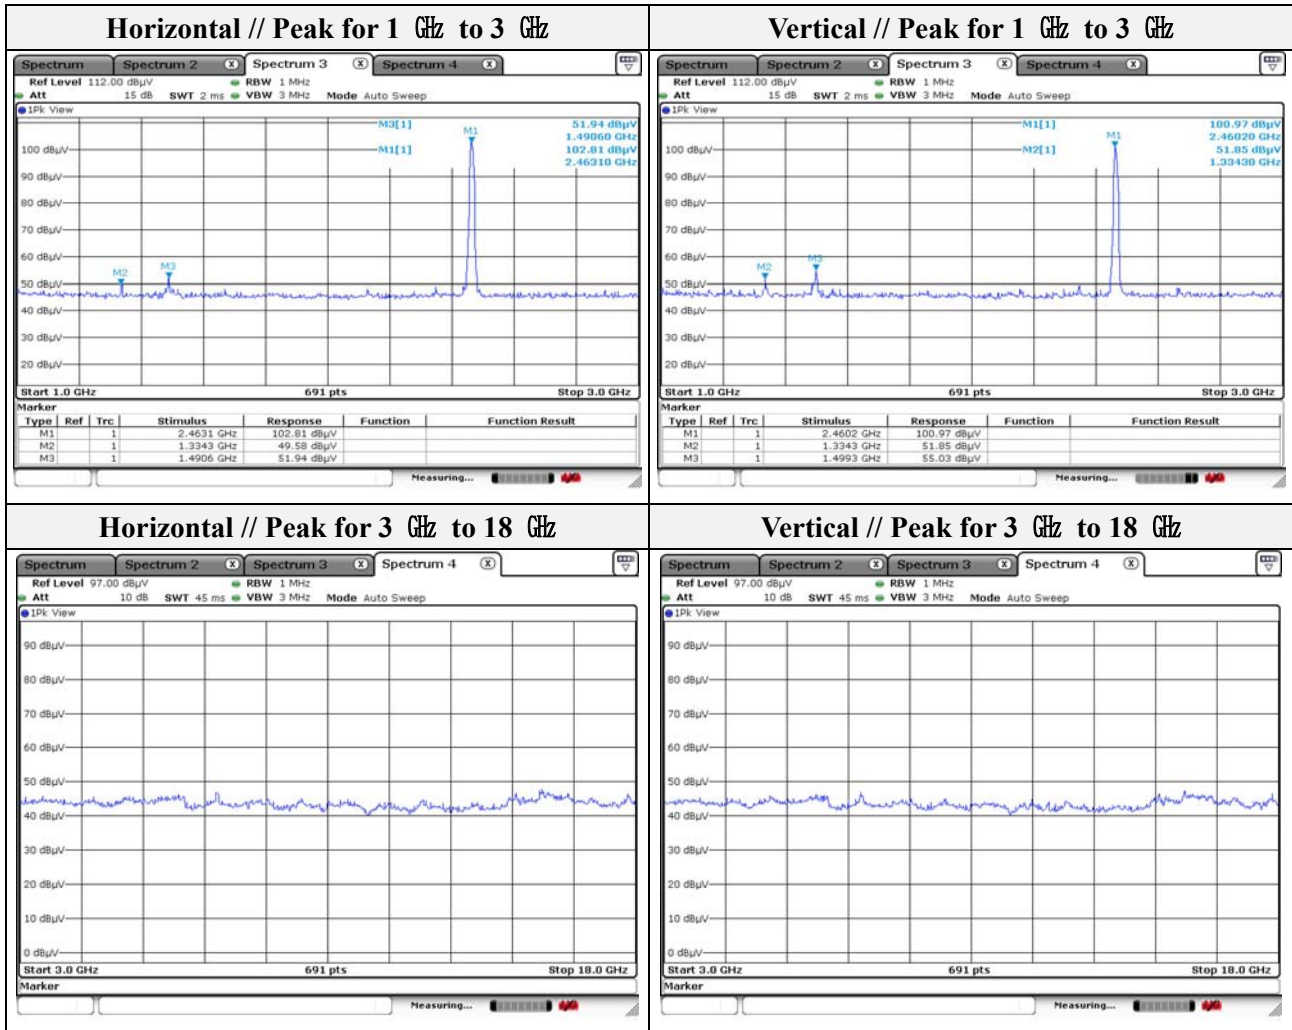 Horizontal // Peak for 1 ㎓ to 3 ㎓
Spectrum Spectrum 2 X Spectrum 3 X Spectrum 4 X
Ref Level 112.00 dBµV RBW 1 MHz
Att 15 dB SWT 2 ms VBW 3 MHz Mode Auto Sweep
1Pk View
M3[1] 51.94 dBµV
1.49060 GHz
M1[1] 102.81 dBµV
2.46310 GHz
M1
100 dBµV
90 dBµV
80 dBµV
70 dBµV
60 dBµV
M2 M3
50 dBµV
40 dBµV
30 dBµV
20 dBµV
Start 1.0 GHz 691 pts Stop 3.0 GHz
Marker
Type Ref Trc Stimulus Response Function Function Result
M1 1 2.4631 GHz 102.81 dBµV
M2 1 1.3343 GHz 49.58 dBµV
M3 1 1.4906 GHz 51.94 dBµV
Measuring...
Vertical // Peak for 1 ㎓ to 3 ㎓
Spectrum Spectrum 2 X Spectrum 3 X Spectrum 4 X
Ref Level 112.00 dBµV RBW 1 MHz
Att 15 dB SWT 2 ms VBW 3 MHz Mode Auto Sweep
1Pk View
M1[1] 100.97 dBµV
2.46020 GHz
M2[1] 51.85 dBµV
1.33430 GHz
M1
100 dBµV
90 dBµV
80 dBµV
70 dBµV
60 dBµV
M2 M3
50 dBµV
40 dBµV
30 dBµV
20 dBµV
Start 1.0 GHz 691 pts Stop 3.0 GHz
Marker
Type Ref Trc Stimulus Response Function Function Result
M1 1 2.4602 GHz 100.97 dBµV
M2 1 1.3343 GHz 51.85 dBµV
M3 1 1.4993 GHz 55.03 dBµV
Measuring...
Horizontal // Peak for 3 ㎓ to 18 ㎓
Spectrum Spectrum 2 X Spectrum 3 X Spectrum 4 X
Ref Level 97.00 dBµV RBW 1 MHz
Att 10 dB SWT 45 ms VBW 3 MHz Mode Auto Sweep
1Pk View
90 dBµV
80 dBµV
70 dBµV
60 dBµV
50 dBµV
40 dBµV
30 dBµV
20 dBµV
10 dBµV
0 dBµV
Start 3.0 GHz 691 pts Stop 18.0 GHz
Marker
Measuring...
Vertical // Peak for 3 ㎓ to 18 ㎓
Spectrum Spectrum 2 X Spectrum 3 X Spectrum 4 X
Ref Level 97.00 dBµV RBW 1 MHz
Att 10 dB SWT 45 ms VBW 3 MHz Mode Auto Sweep
1Pk View
90 dBµV
80 dBµV
70 dBµV
60 dBµV
50 dBµV
40 dBµV
30 dBµV
20 dBµV
10 dBµV
0 dBµV
Start 3.0 GHz 691 pts Stop 18.0 GHz
Marker
Measuring...